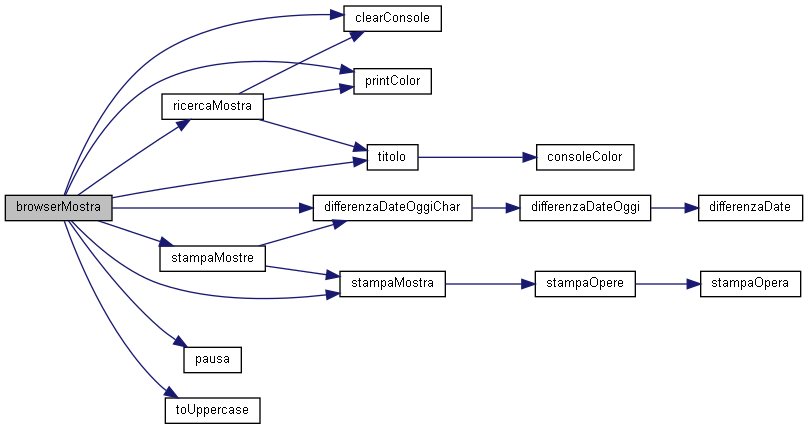 clearConsole
printColor
ricercaMostra
titolo
consoleColor
browserMostra
differenzaDateOggiChar
differenzaDateOggi
differenzaDate
stampaMostre
stampaMostra
stampaOpere
stampaOpera
pausa
toUppercase